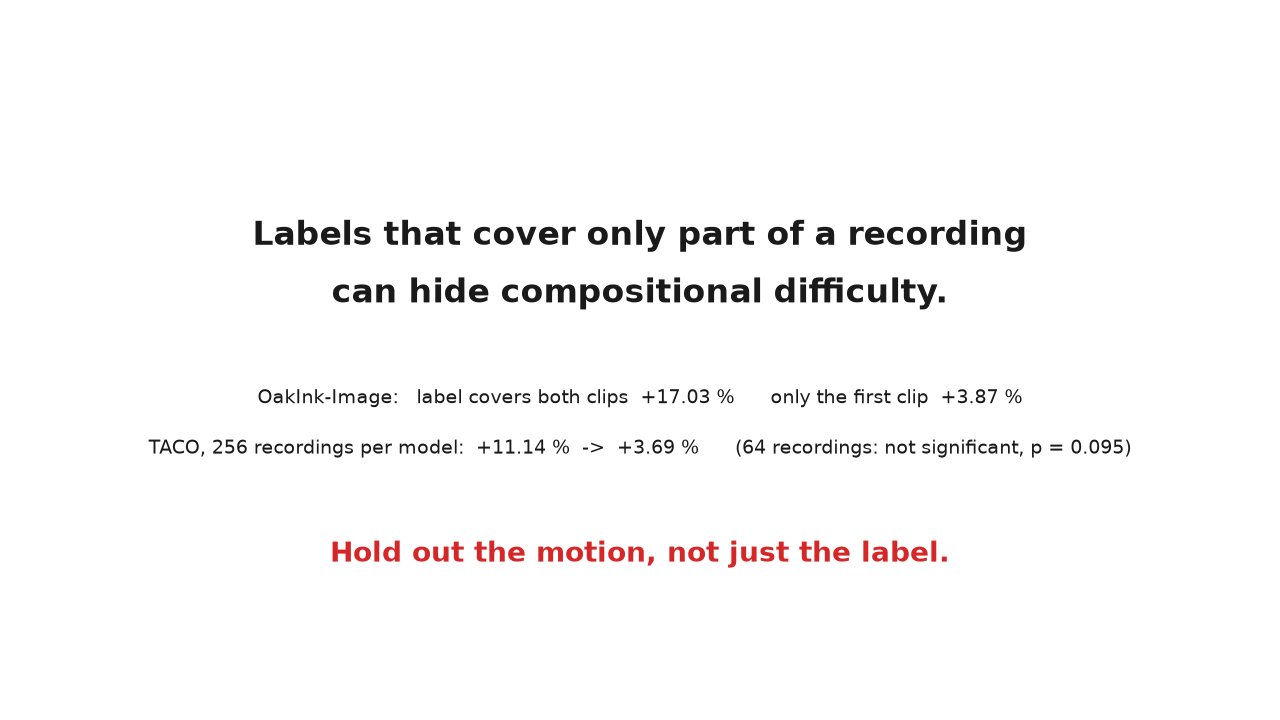 Labels that cover only part of a recording
can hide compositional difficulty.
OakInk-Image: label covers both clips +17.03 % only the first clip +3.87 %
TACO, 256 recordings per model: +11.14 % -> +3.69 % (64 recordings: not significant, p = 0.095)
Hold out the motion, not just the label.